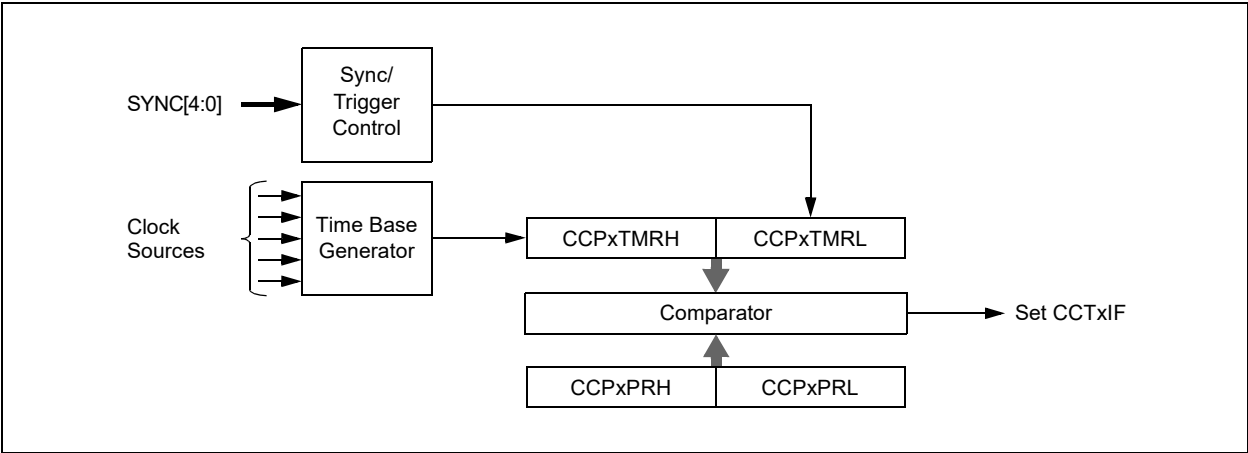 Sync/
Trigger
Control
SYNC[4:0]
Clock
Sources
Time Base
Generator
CCPxTMRH
CCPxTMRL
Comparator
Set CCTxIF
CCPxPRH
CCPxPRL